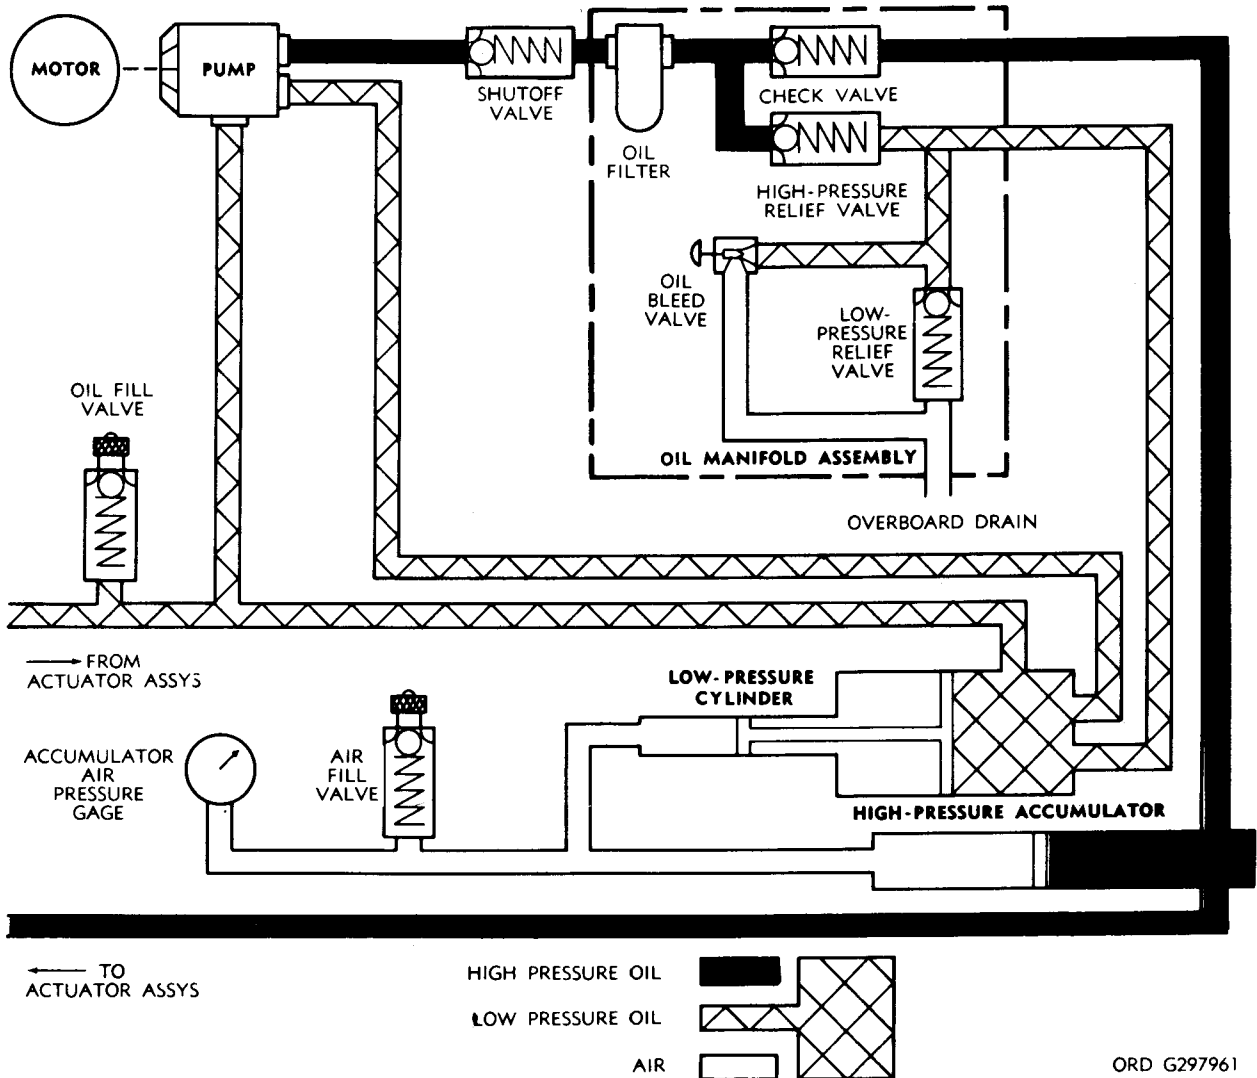 MOTOR
PUMP
SHUTOFF
VALVE
OIL
FILTER
CHECK VALVE
HIGH-PRESSURE
RELIEF VALVE
OIL
BLEED
VALVE
LOW-
PRESSURE
RELIEF
VALVE
OIL FILL
VALVE
OIL MANIFOLD ASSEMBLY
OVERBOARD DRAIN
FROM
ACTUATOR ASSYS
LOW-PRESSURE
CYLINDER
ACCUMULATOR
AIR
PRESSURE
GAGE
AIR
FILL
VALVE
HIGH-PRESSURE ACCUMULATOR
TO
ACTUATOR ASSYS
HIGH PRESSURE OIL
LOW PRESSURE OIL
AIR
ORD G297961